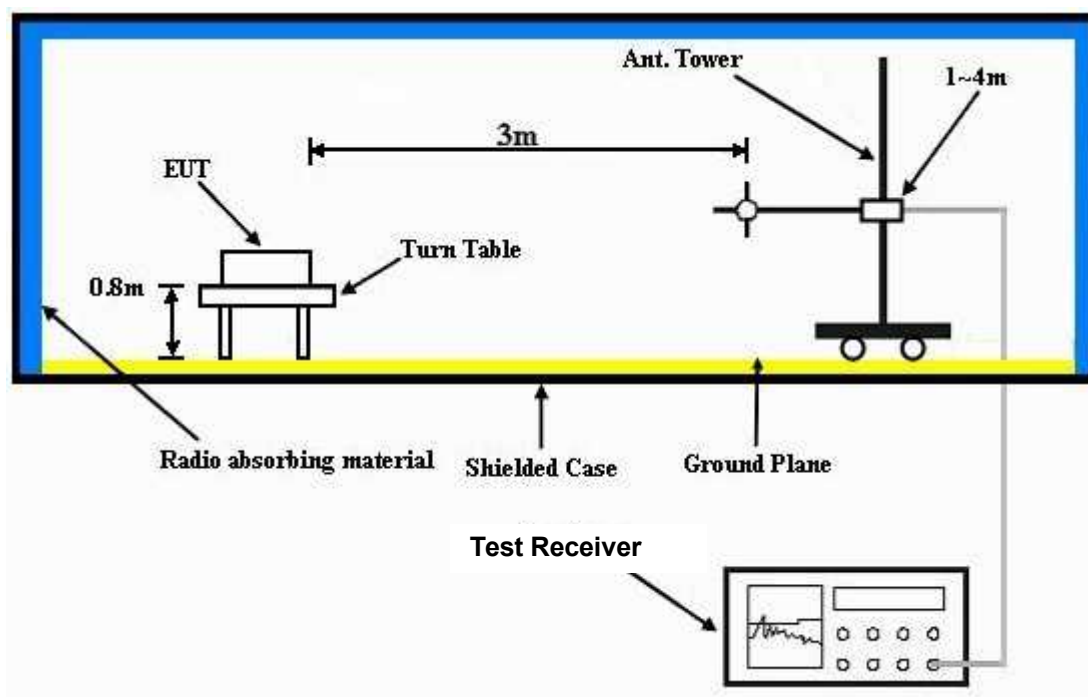 Ant. Tower
1~4m
3m
EUT
Turn Table
0.8m
Radio absorbing material
Shielded Case
Ground Plane
Test Receiver